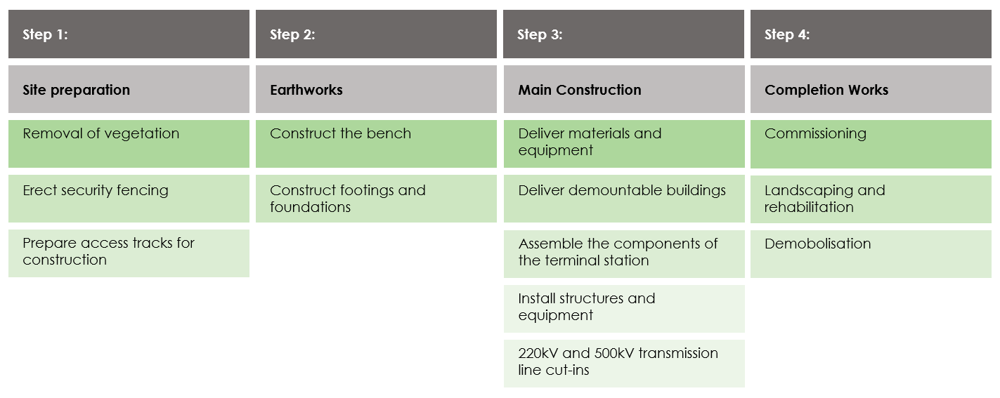 Step 1:
Step 2:
Step 3:
Step 4:
Site preparation
Earthworks
Main Construction
Completion Works
Removal of vegetation
Construct the bench
Deliver materials and
equipment
Commissioning
Erect security fencing
Construct footings and
foundations
Deliver demountable buildings
Landscaping and
rehabilitation
Prepare access tracks for
construction
Assemble the components of
the terminal station
Demobolisation
Install structures and
equipment
220kV and 500kV transmission
line cut-ins